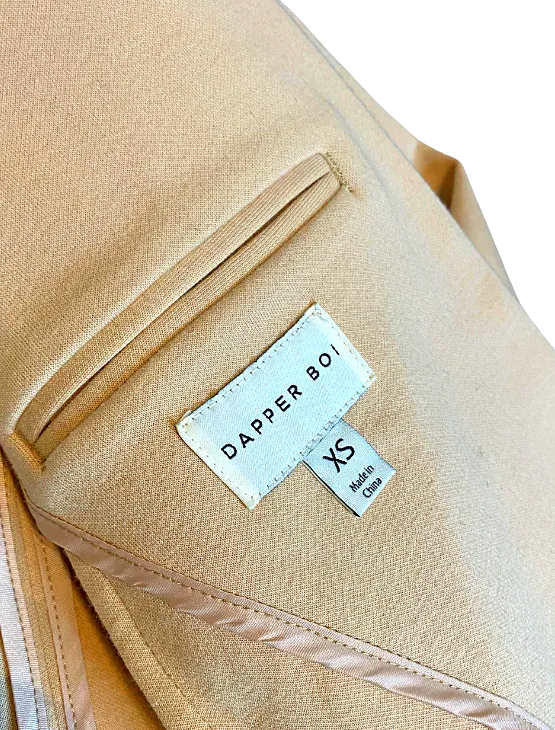 DAPPER BOI
XS
Made in
China